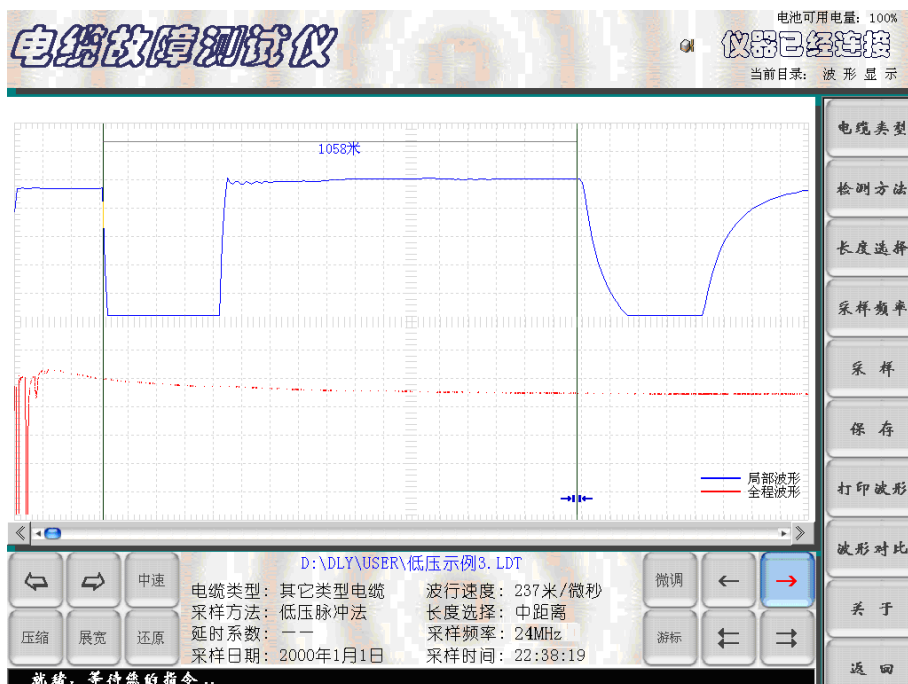 电缆故障测试仪
电池可用电量: 100%
仪器已经连接
当前目录: 波 形 显 示
1058米
局部波形
全程波形
电缆类型
检测方法
长度选择
采样频率
采 样
保 存
打印波形
波形对比
关 于
返 回
D:\DLY\USER\低压示例3.LDT
电缆类型: 其它类型电缆 波行速度: 237米/微秒
采样方法: 低压脉冲法 长度选择: 中距离
延时系数: —— 采样频率: 24MHz
采样日期: 2000年1月1日 采样时间: 22:38:19
中速
压缩
展宽
还原
微调
游标
就绪，等待您的指令..